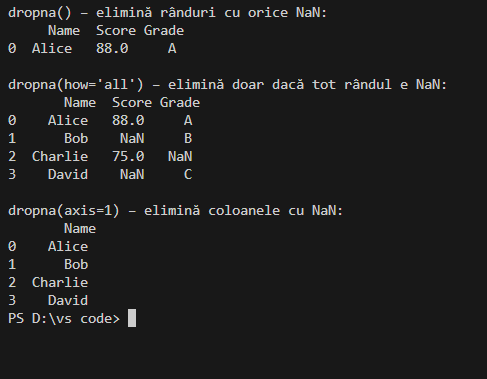 dropna() – elimină rânduri cu orice NaN:
    Name  Score Grade
0  Alice   88.0     A

dropna(how='all') – elimină doar dacă tot rândul e NaN:
      Name  Score Grade
0    Alice   88.0     A
1      Bob    NaN     B
2  Charlie   75.0   NaN
3    David    NaN     C

dropna(axis=1) – elimină coloanele cu NaN:
      Name
0    Alice
1      Bob
2  Charlie
3    David
PS D:\vs code>